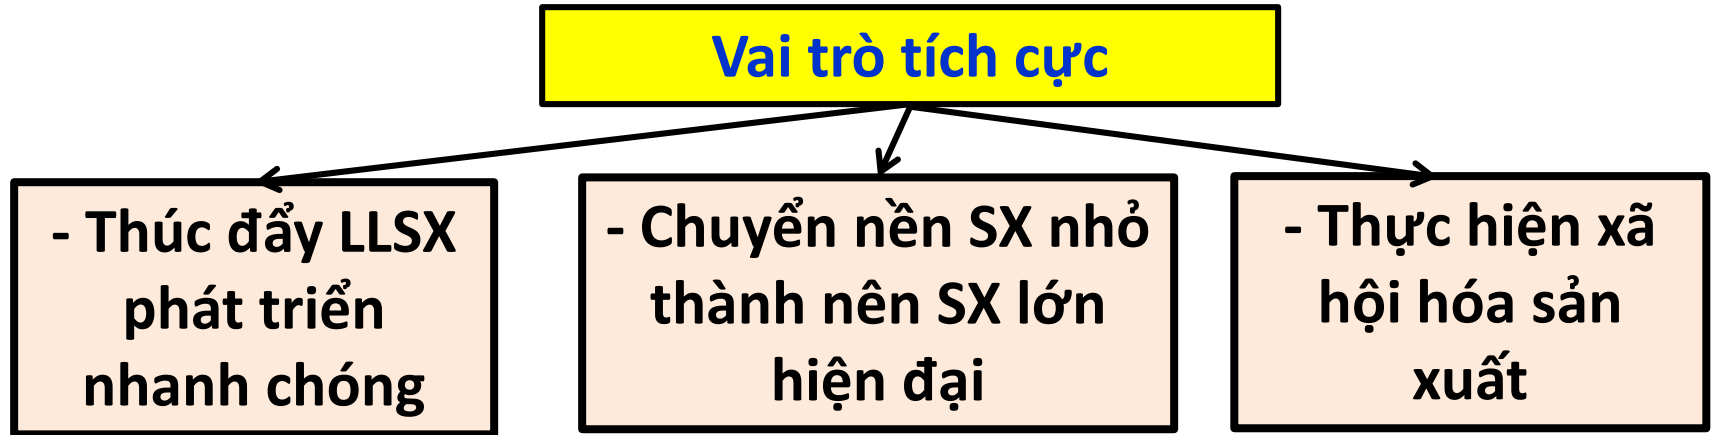 Vai trò tích cực
- Thúc đẩy LLSX
phát triển
nhanh chóng
- Chuyển nền SX nhỏ
thành nên SX lớn
hiện đại
- Thực hiện xã
hội hóa sản
xuất